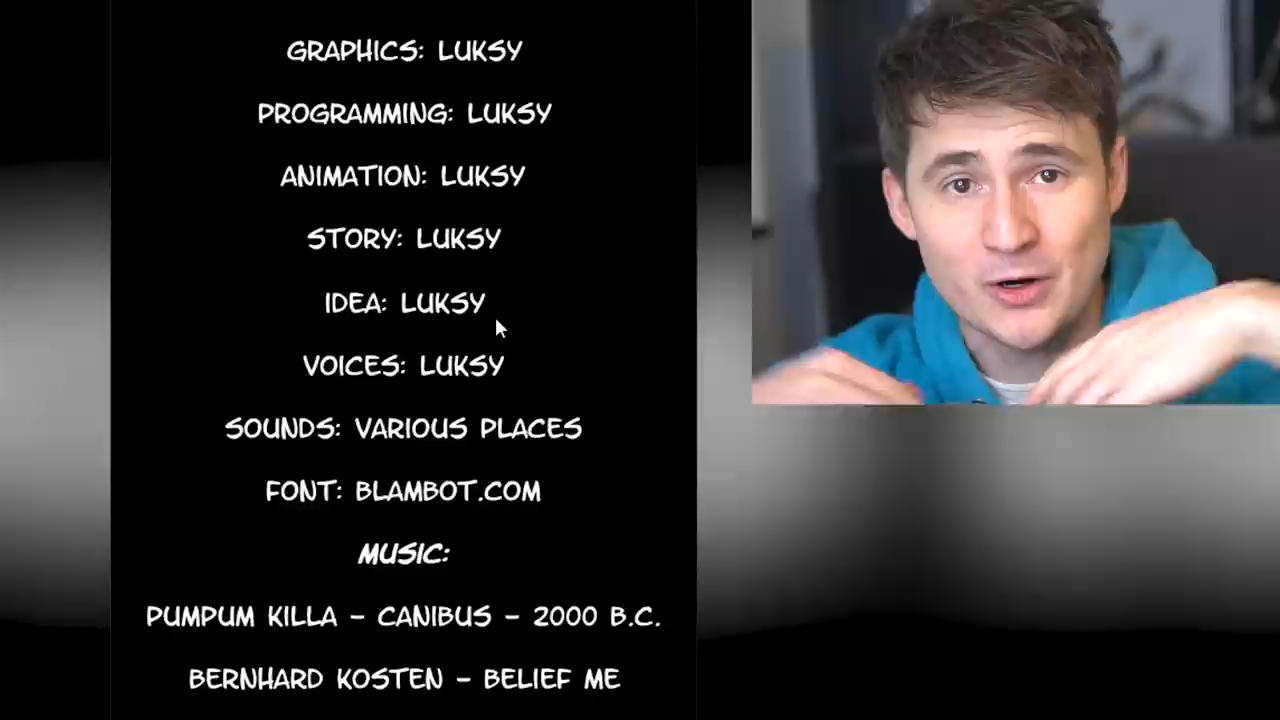 GRAPHICS: LUKSY
PROGRAMMING: LUKSY
ANIMATION: LUKSY
STORY: LUKSY
IDEA: LUKSY
VOICES: LUKSY
SOUNDS: VARIOUS PLACES
FONT: BLAMBOT.COM
MUSIC:
PUMPUM KILLA - CANIBUS - 2000 B.C.
BERNHARD KOSTEN - BELIEF ME